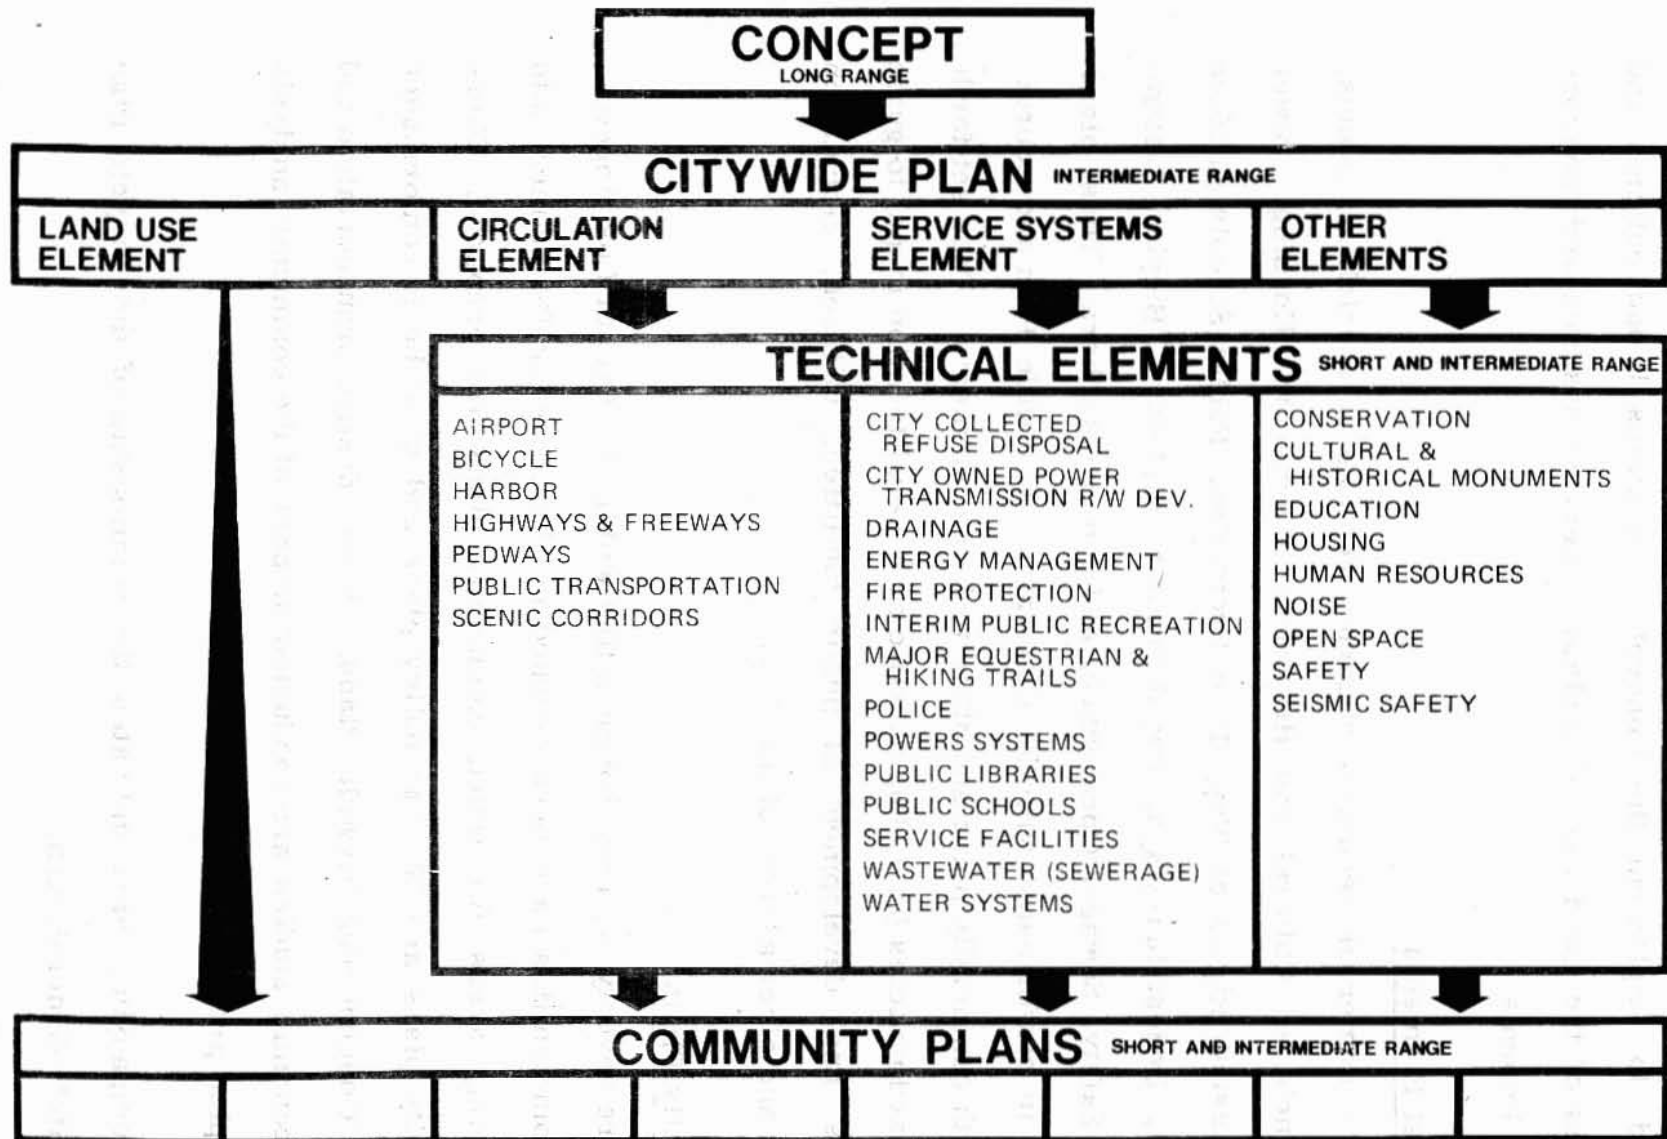 CONCEPT
LONG RANGE
CITYWIDE PLAN INTERMEDIATE RANGE
LAND USE
ELEMENT
CIRCULATION
ELEMENT
SERVICE SYSTEMS
ELEMENT
OTHER
ELEMENTS
TECHNICAL ELEMENTS SHORT AND INTERMEDIATE RANGE
AIRPORT
BICYCLE
HARBOR
HIGHWAYS & FREEWAYS
PEDWAYS
PUBLIC TRANSPORTATION
SCENIC CORRIDORS
CITY COLLECTED
REFUSE DISPOSAL
CITY OWNED POWER
TRANSMISSION R/W DEV.
DRAINAGE
ENERGY MANAGEMENT
FIRE PROTECTION
INTERIM PUBLIC RECREATION
MAJOR EQUESTRIAN &
HIKING TRAILS
POLICE
POWERS SYSTEMS
PUBLIC LIBRARIES
PUBLIC SCHOOLS
SERVICE FACILITIES
WASTEWATER (SEWERAGE)
WATER SYSTEMS
CONSERVATION
CULTURAL &
HISTORICAL MONUMENTS
EDUCATION
HOUSING
HUMAN RESOURCES
NOISE
OPEN SPACE
SAFETY
SEISMIC SAFETY
COMMUNITY PLANS SHORT AND INTERMEDIATE RANGE